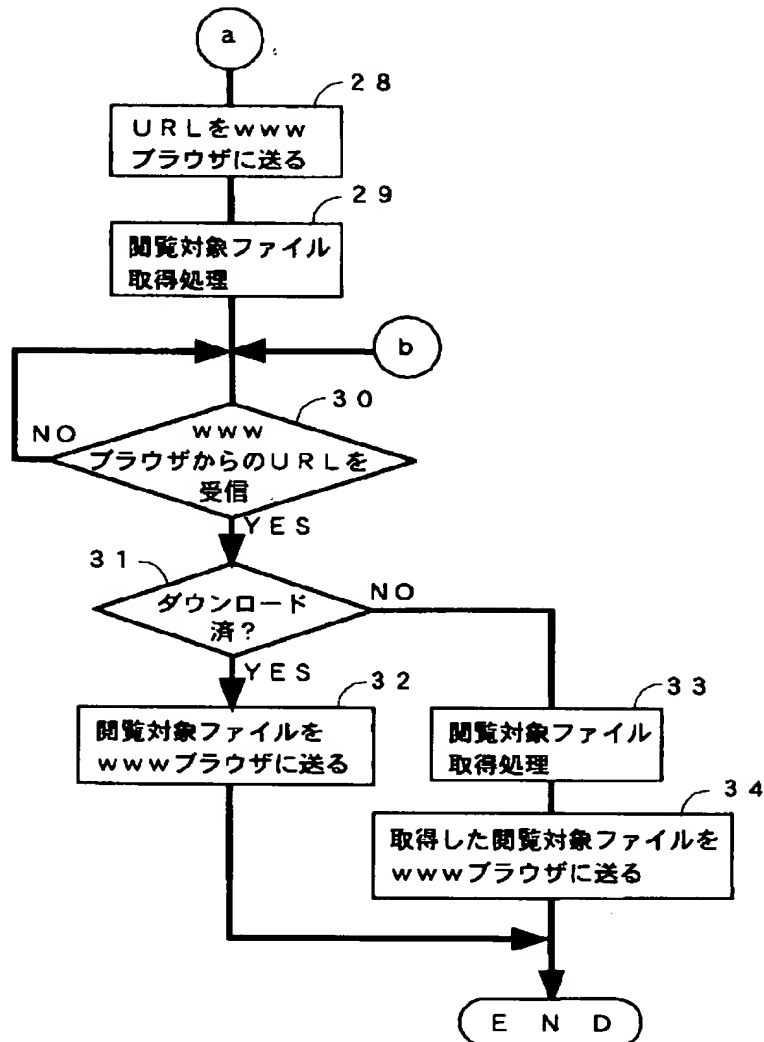 a
28
URLをwww
ブラウザに送る
29
閲覧対象ファイル
取得処理
b
30
NO
www
ブラウザからのURLを
受信
YES
31
ダウンロード
済?
NO
YES
32
閲覧対象ファイルを
wwwブラウザに送る
33
閲覧対象ファイル
取得処理
34
取得した閲覧対象ファイルを
wwwブラウザに送る
END